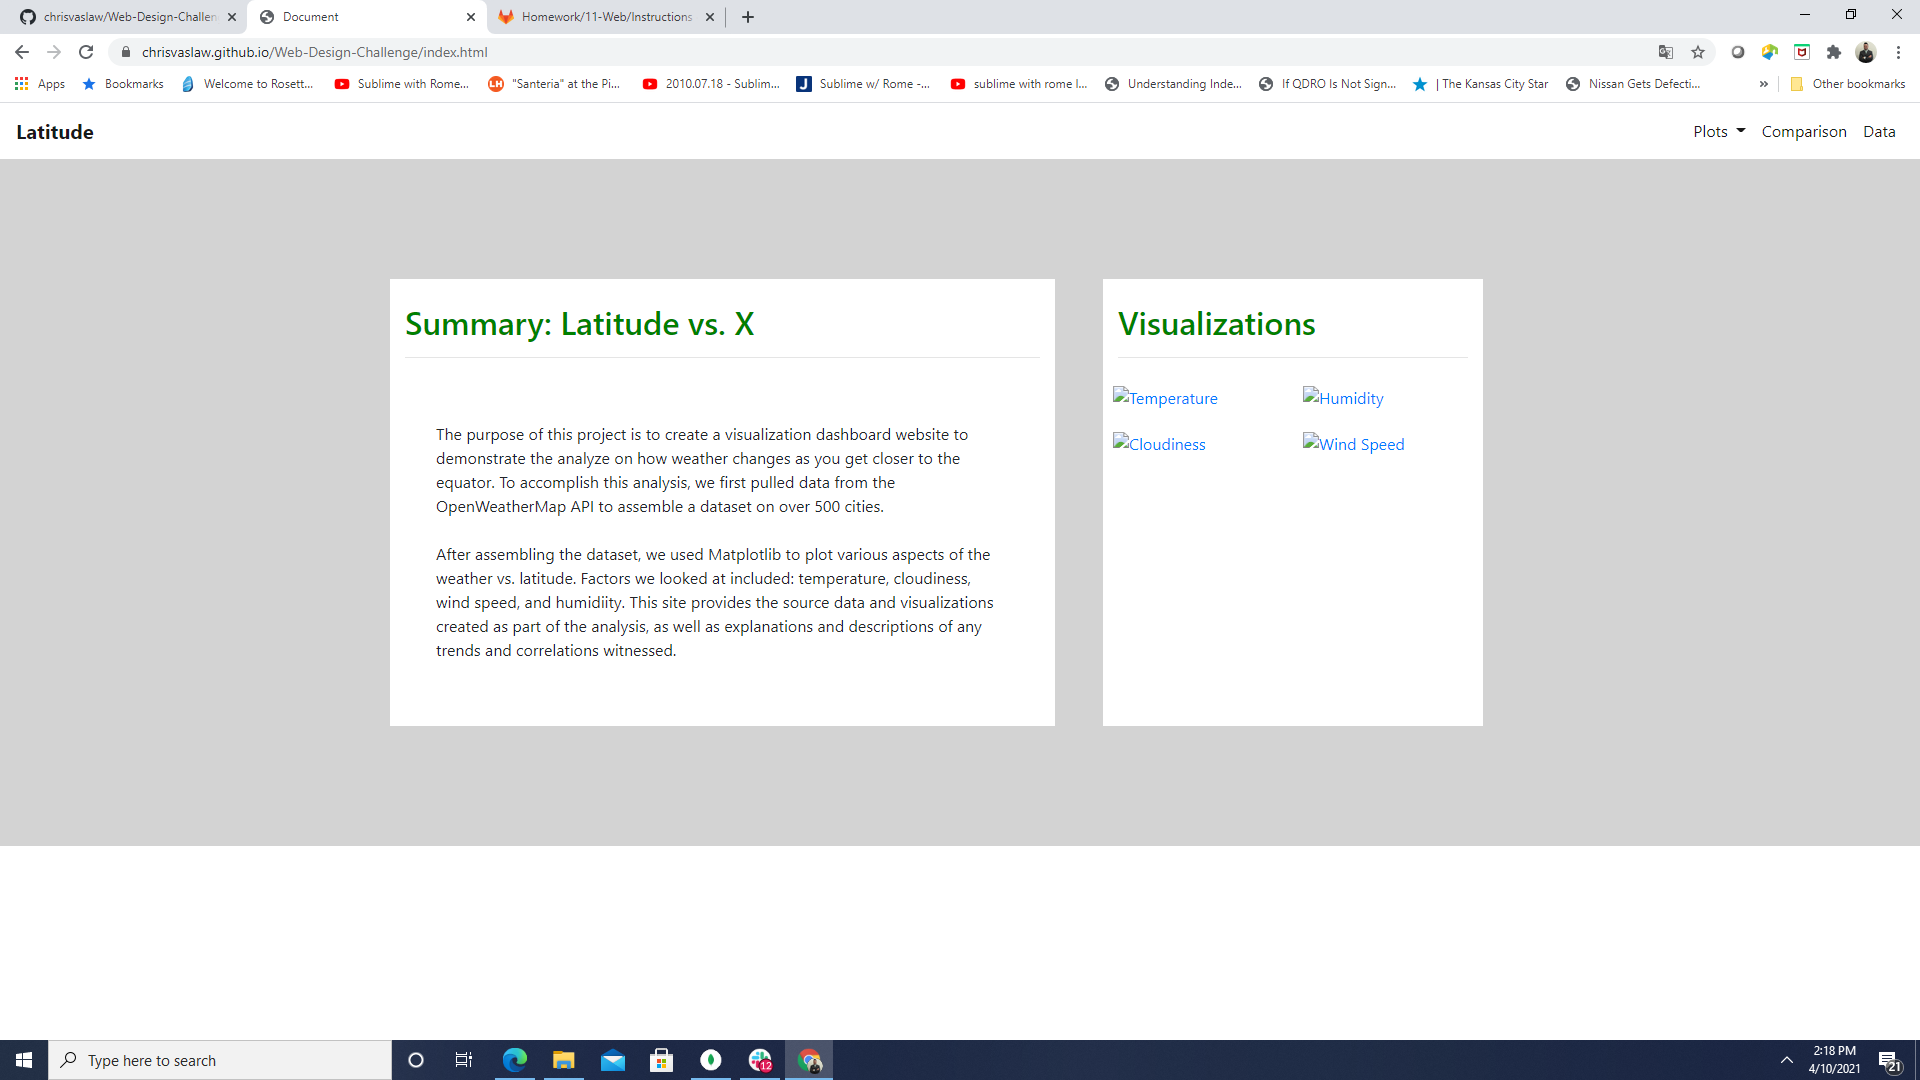 chrisvaslaw/Web-Design-Challen
Document
Homework/11-Web/Instructions
chrisvaslaw.github.io/Web-Design-Challenge/index.html
Apps
Bookmarks
Welcome to Rosett...
Sublime with Rome...
LH
"Santeria" at the Pi...
2010.07.18 - Sublim...
J
Sublime w/ Rome -...
sublime with rome l...
Understanding Inde...
If QDRO Is Not Sign...
| The Kansas City Star
Nissan Gets Defecti...
»
Other bookmarks
Latitude
Plots
Comparison
Data
Summary: Latitude vs. X
The purpose of this project is to create a visualization dashboard website to
demonstrate the analyze on how weather changes as you get closer to the
equator. To accomplish this analysis, we first pulled data from the
OpenWeatherMap API to assemble a dataset on over 500 cities.
After assembling the dataset, we used Matplotlib to plot various aspects of the
weather vs. latitude. Factors we looked at included: temperature, cloudiness,
wind speed, and humidiity. This site provides the source data and visualizations
created as part of the analysis, as well as explanations and descriptions of any
trends and correlations witnessed.
Visualizations
Temperature
Humidity
Cloudiness
Wind Speed
Type here to search
12
2:18 PM
4/10/2021
21